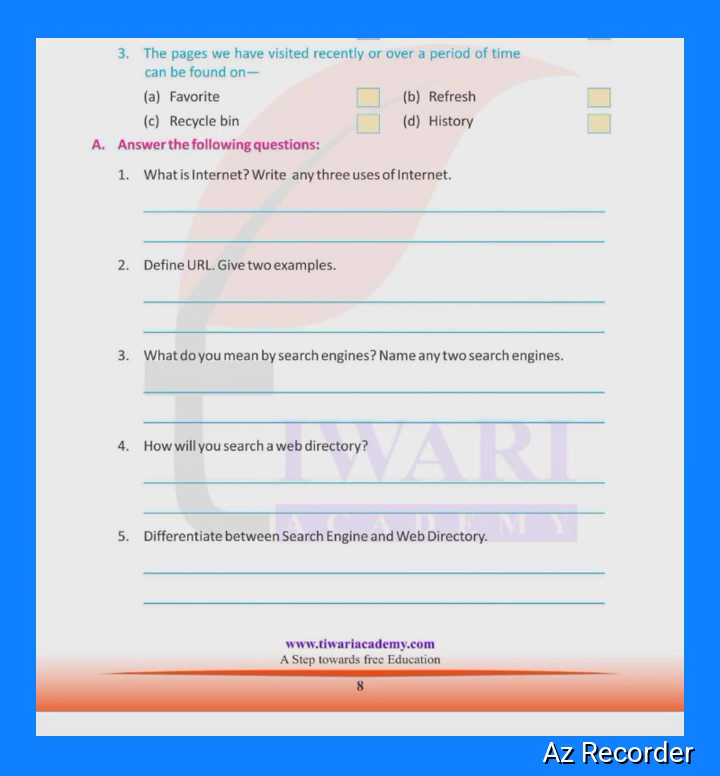 3. The pages we have visited recently or over a period of time
can be found on—
(a) Favorite (b) Refresh
(c) Recycle bin (d) History
A. Answer the following questions:
1. What is Internet? Write any three uses of Internet.
2. Define URL. Give two examples.
3. What do you mean by search engines? Name any two search engines.
4. How will you search a web directory?
IWARI
ACADEMY
5. Differentiate between Search Engine and Web Directory.
www.tiwariacademy.com
A Step towards free Education
8
Az Recorder